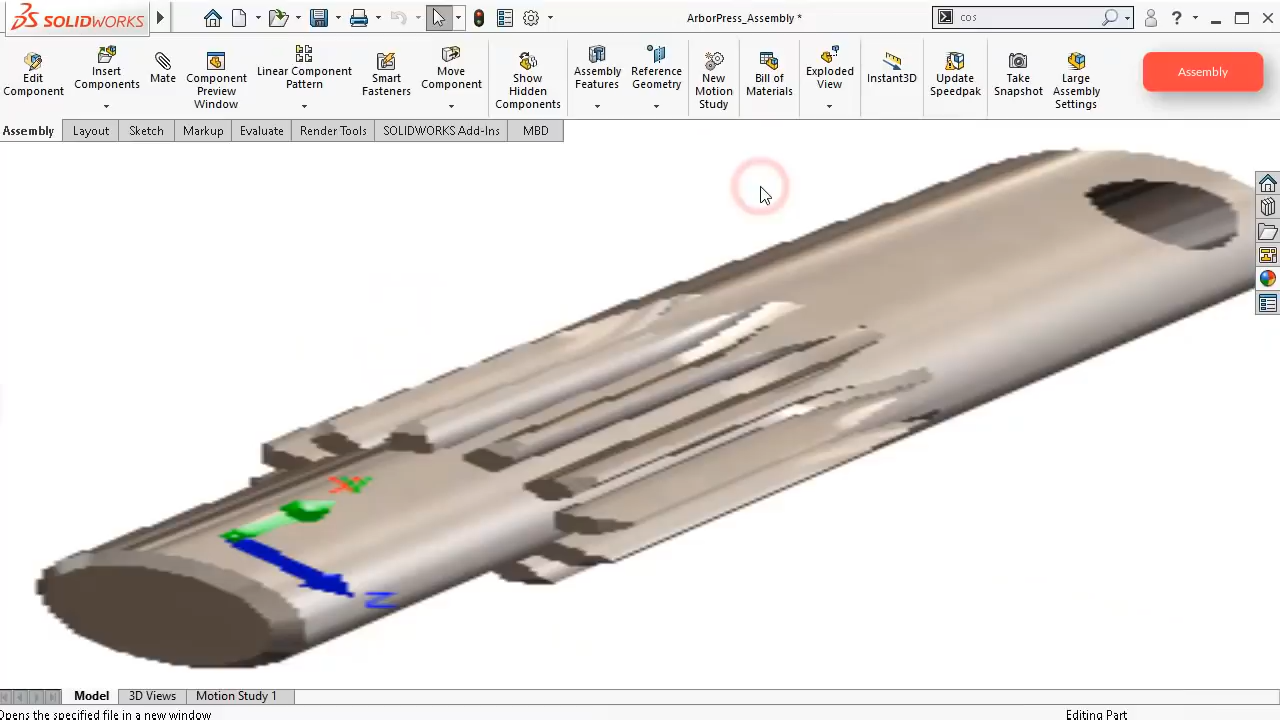 SOLIDWORKS
ArborPress_Assembly *
cos
Edit
Component
Insert
Components
Mate
Component
Preview
Window
Linear Component
Pattern
Smart
Fasteners
Move
Component
Show
Hidden
Components
Assembly
Features
Reference
Geometry
New
Motion
Study
Bill of
Materials
Exploded
View
Instant3D
Update
Speedpak
Take
Snapshot
Large
Assembly
Settings
Assembly
Assembly
Layout
Sketch
Markup
Evaluate
Render Tools
SOLIDWORKS Add-Ins
MBD
Z
Model
3D Views
Motion Study 1
Opens the specified file in a new window
Editing Part